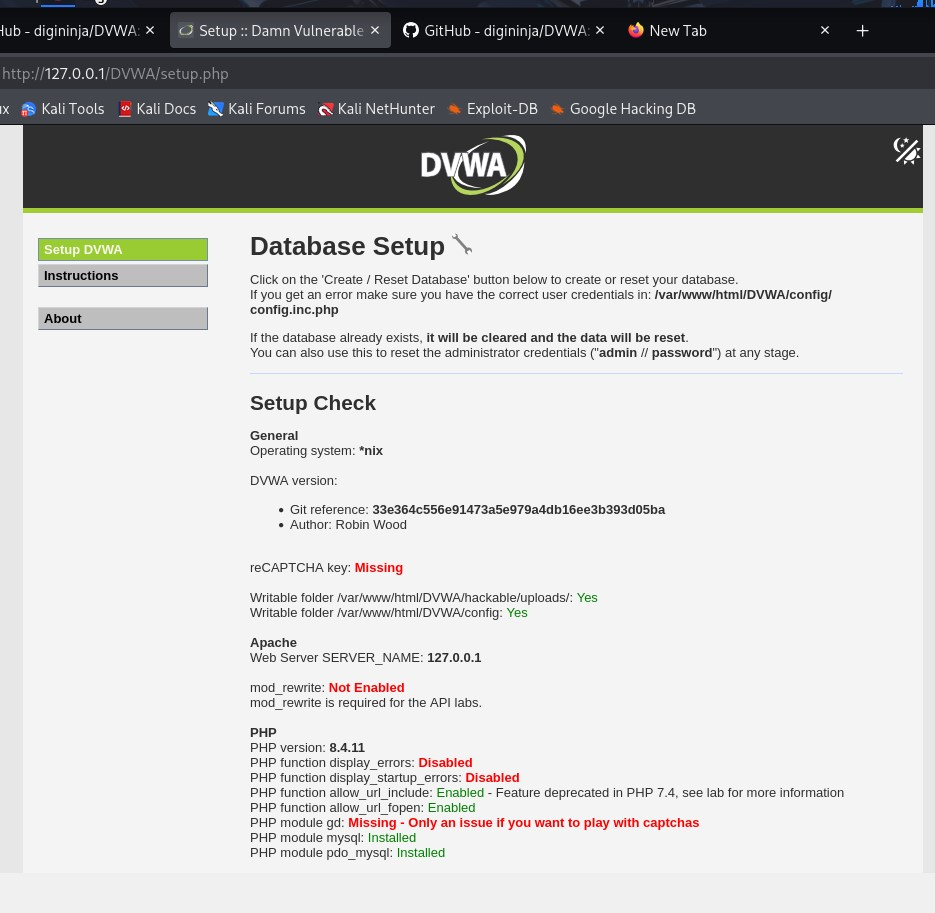 Hub - digininja/DVWA:
Setup :: Damn Vulnerable
GitHub - digininja/DVWA:
New Tab
http://127.0.0.1/DVWA/setup.php
ux
Kali Tools
Kali Docs
Kali Forums
Kali NetHunter
Exploit-DB
Google Hacking DB
DVWA
Setup DVWA
Instructions
About
Database Setup
Click on the 'Create / Reset Database' button below to create or reset your database.
If you get an error make sure you have the correct user credentials in: /var/www/html/DVWA/config/
config.inc.php
If the database already exists, it will be cleared and the data will be reset.
You can also use this to reset the administrator credentials ("admin // password") at any stage.
Setup Check
General
Operating system: *nix
DVWA version:
• Git reference: 33e364c556e91473a5e979a4db16ee3b393d05ba
• Author: Robin Wood
reCAPTCHA key: Missing
Writable folder /var/www/html/DVWA/hackable/uploads/: Yes
Writable folder /var/www/html/DVWA/config: Yes
Apache
Web Server SERVER_NAME: 127.0.0.1
mod_rewrite: Not Enabled
mod_rewrite is required for the API labs.
PHP
PHP version: 8.4.11
PHP function display_errors: Disabled
PHP function display_startup_errors: Disabled
PHP function allow_url_include: Enabled - Feature deprecated in PHP 7.4, see lab for more information
PHP function allow_url_fopen: Enabled
PHP module gd: Missing - Only an issue if you want to play with captchas
PHP module mysql: Installed
PHP module pdo_mysql: Installed